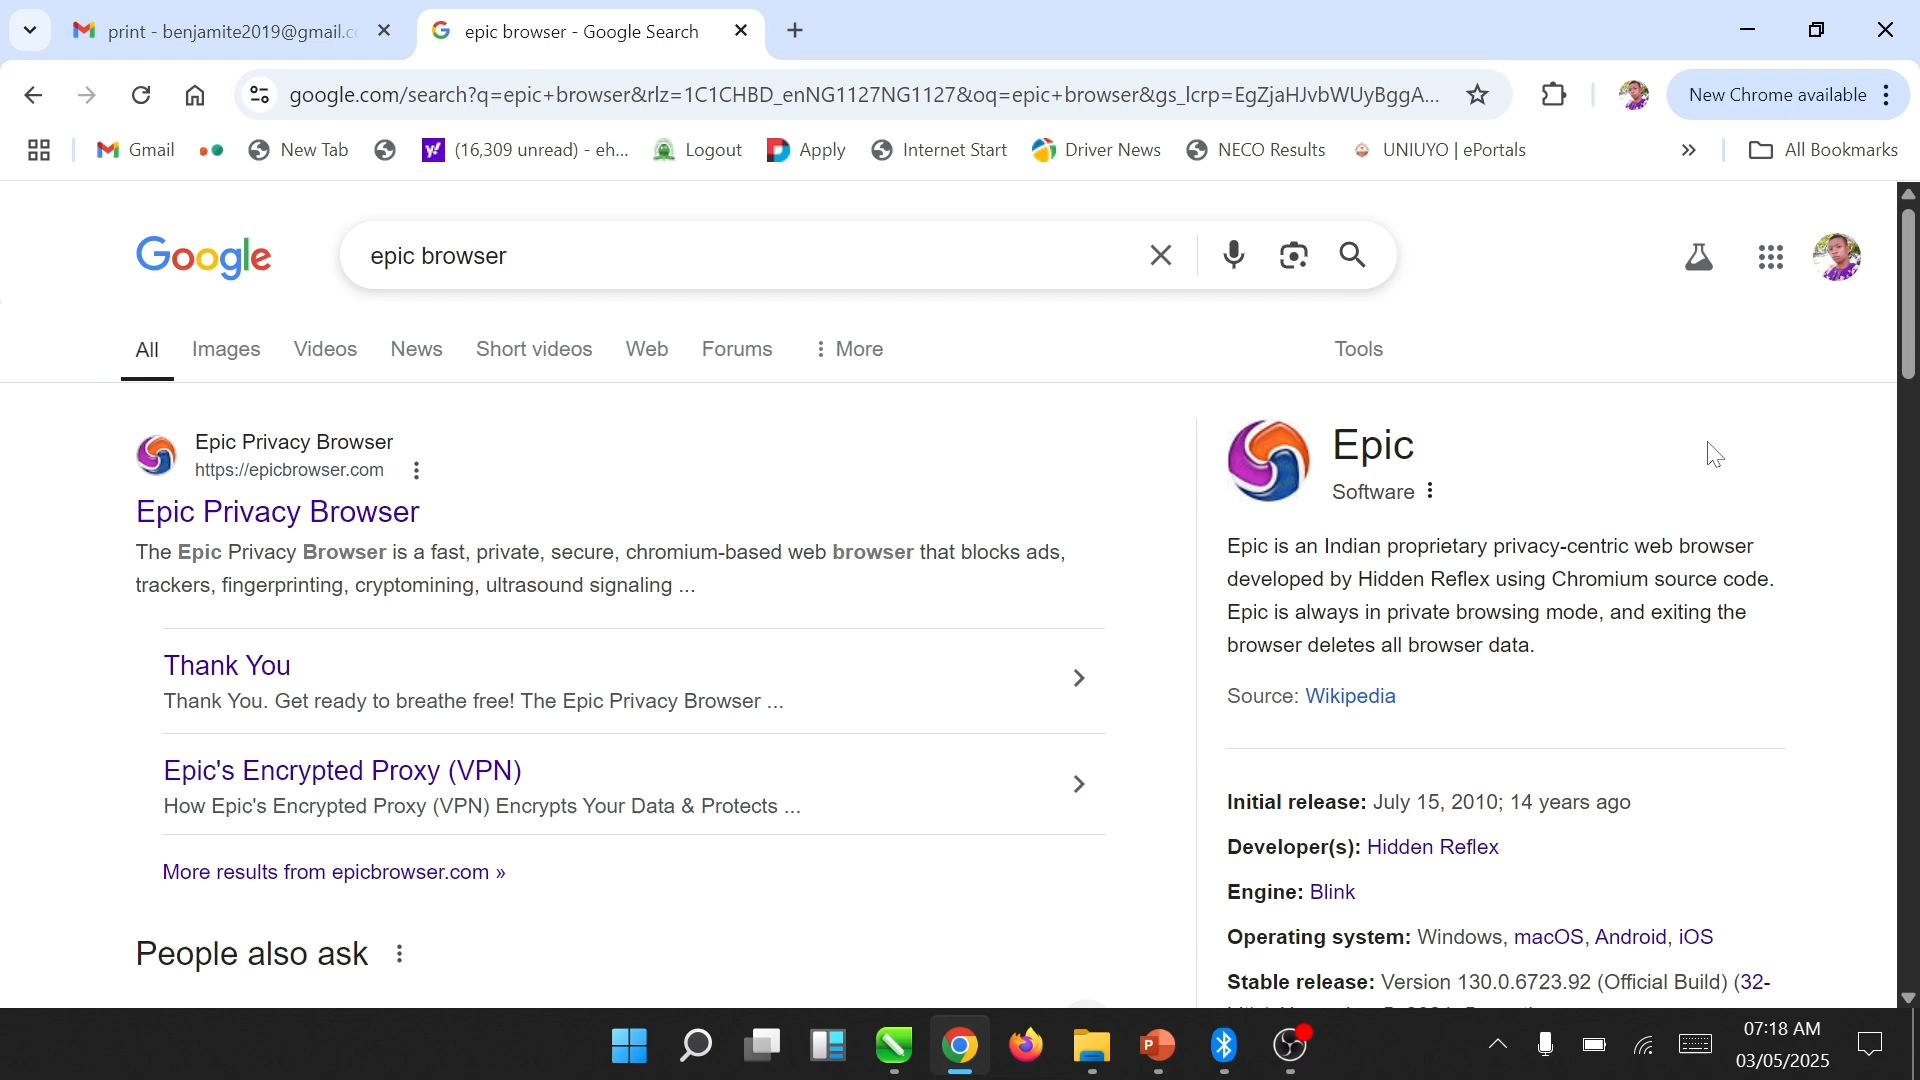 print - benjamite2019@gmail.c
epic browser - Google Search
google.com/search?q=epic+browser&rlz=1C1CHBD_enNG1127NG1127&oq=epic+browser&gs_lcrp=EgZjaHJvbWUyBggA...
New Chrome available
Gmail
New Tab
(16,309 unread) - eh...
Logout
Apply
Internet Start
Driver News
NECO Results
UNIUYO | ePortals
»
All Bookmarks
Google
epic browser
All
Images
Videos
News
Short videos
Web
Forums
More
Tools
Epic Privacy Browser
https://epicbrowser.com
Epic Privacy Browser
The Epic Privacy Browser is a fast, private, secure, chromium-based web browser that blocks ads,
trackers, fingerprinting, cryptomining, ultrasound signaling ...
Thank You
Thank You. Get ready to breathe free! The Epic Privacy Browser ...
Epic's Encrypted Proxy (VPN)
How Epic's Encrypted Proxy (VPN) Encrypts Your Data & Protects ...
More results from epicbrowser.com »
People also ask
Epic
Software
Epic is an Indian proprietary privacy-centric web browser
developed by Hidden Reflex using Chromium source code.
Epic is always in private browsing mode, and exiting the
browser deletes all browser data.
Source: Wikipedia
Initial release: July 15, 2010; 14 years ago
Developer(s): Hidden Reflex
Engine: Blink
Operating system: Windows, macOS, Android, iOS
Stable release: Version 130.0.6723.92 (Official Build) (32-
07:18 AM
03/05/2025